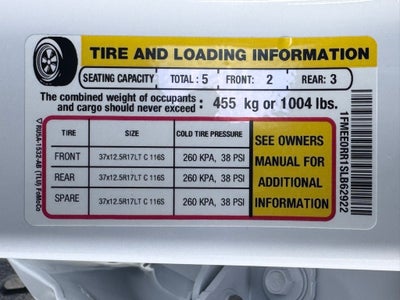 TIRE AND LOADING INFORMATION
SEATING CAPACITY TOTAL : 5 FRONT: 2 REAR: 3
The combined weight of occupants
and cargo should never exceed : 455 kg or 1004 lbs.
TIRE SIZE COLD TIRE PRESSURE
FRONT 37x12.5R17LT C 116S 260 KPA, 38 PSI
REAR 37x12.5R17LT C 116S 260 KPA, 38 PSI
SPARE 37x12.5R17LT C 116S 260 KPA, 38 PSI
SEE OWNERS
MANUAL FOR
ADDITIONAL
INFORMATION
1FMEE0RR1SLB62922